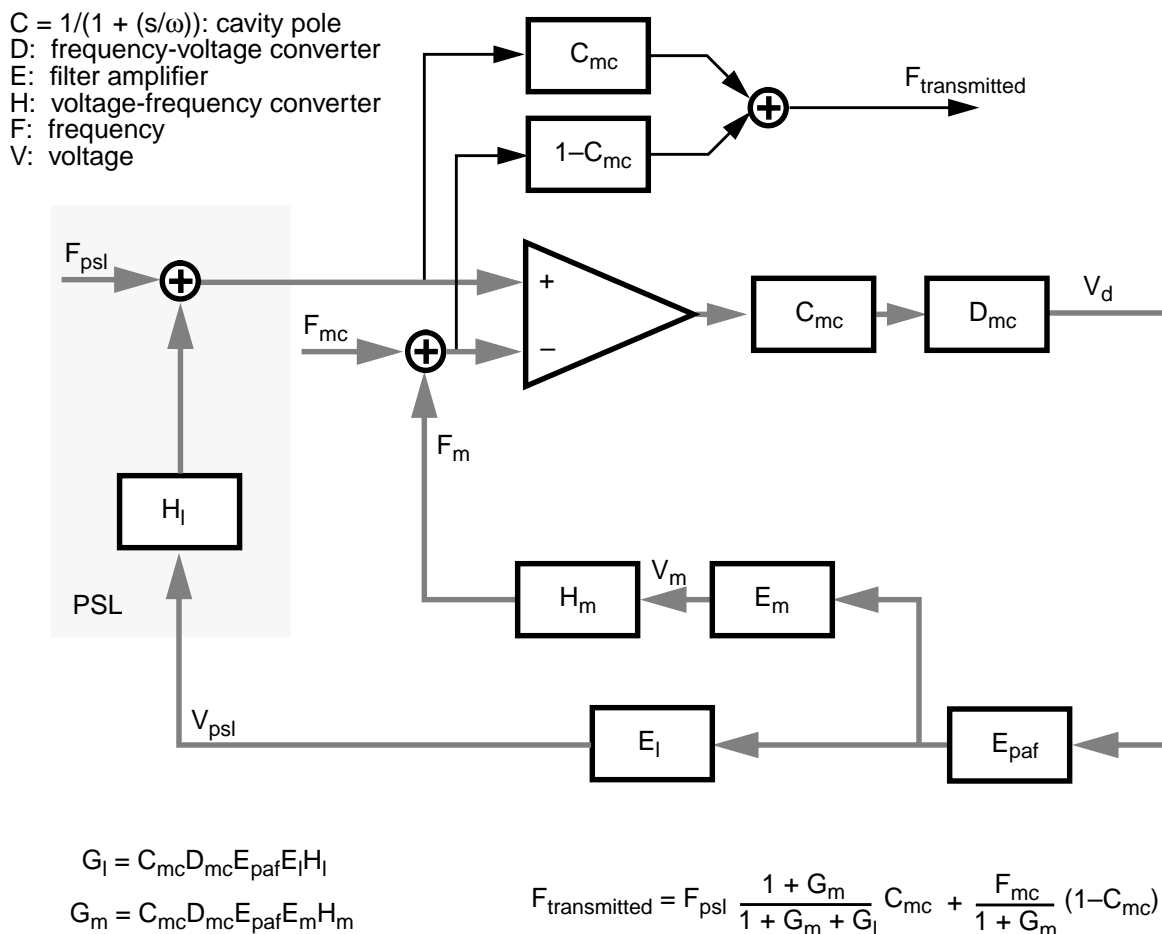 C = 1/(1 + (s/ω)): cavity pole
D: frequency-voltage converter
E: filter amplifier
H: voltage-frequency converter
F: frequency
V: voltage
C_mc
F_transmitted
1–C_mc
F_psl
F_mc
+
–
C_mc
D_mc
V_d
F_m
H_l
PSL
H_m
V_m
E_m
V_psl
E_l
E_paf
G_l = C_mc D_mc E_paf E_l H_l
G_m = C_mc D_mc E_paf E_m H_m
F_transmitted = F_psl (1 + G_m)/(1 + G_m + G_l) C_mc + F_mc/(1 + G_m) (1–C_mc)